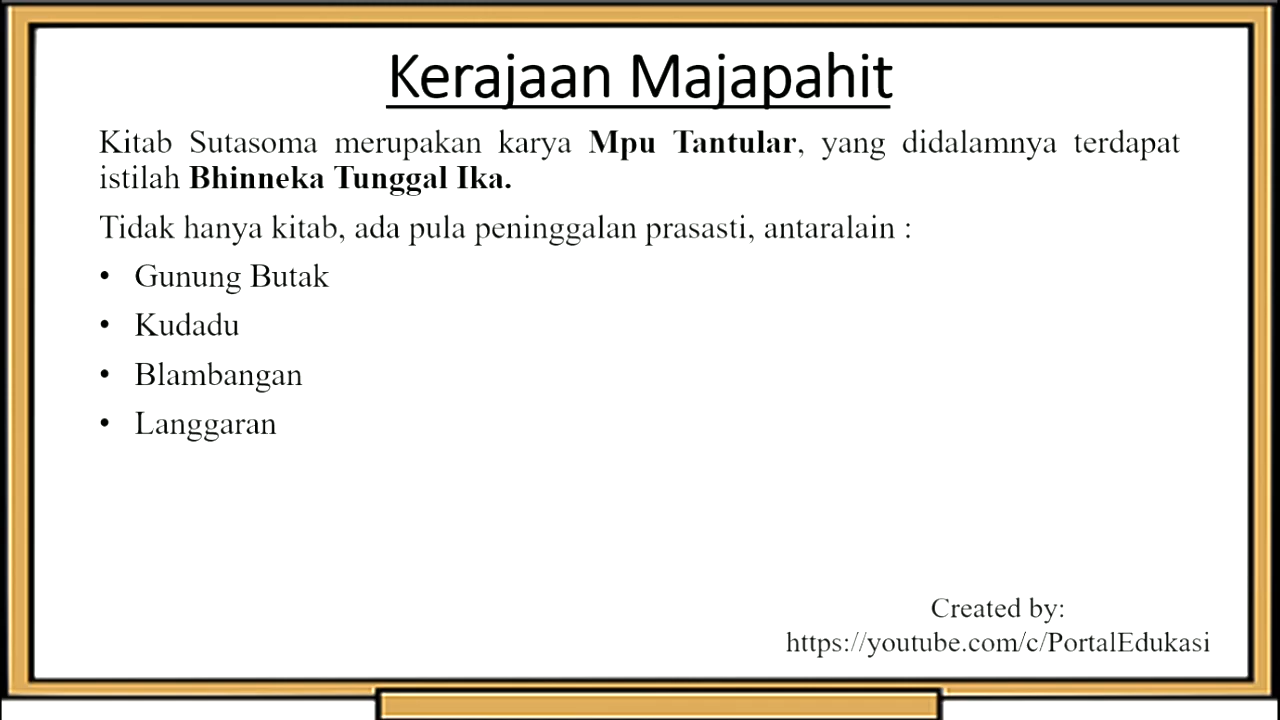 Kerajaan Majapahit
Kitab Sutasoma merupakan karya Mpu Tantular, yang didalamnya terdapat
istilah Bhinneka Tunggal Ika.
Tidak hanya kitab, ada pula peninggalan prasasti, antaralain :
• Gunung Butak
• Kudadu
• Blambangan
• Langgaran
Created by:
https://youtube.com/c/PortalEdukasi